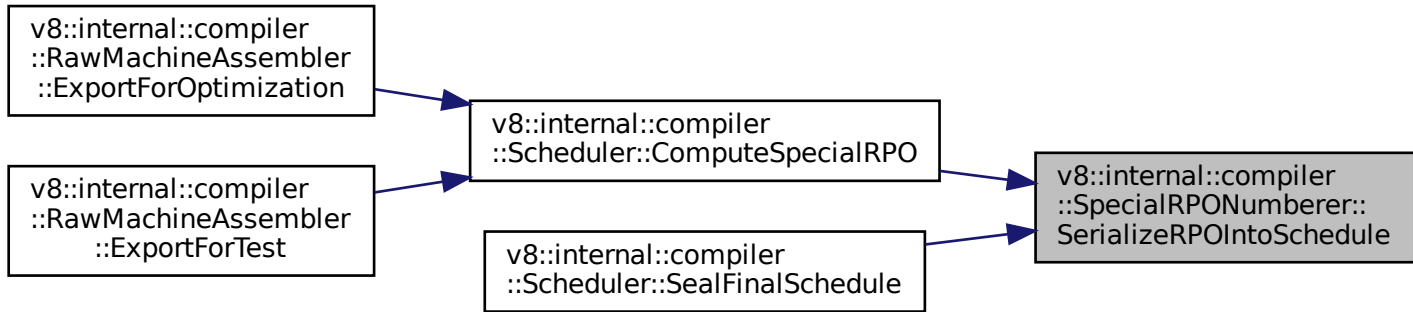 v8::internal::compiler
::RawMachineAssembler
::ExportForOptimization
v8::internal::compiler
::RawMachineAssembler
::ExportForTest
v8::internal::compiler
::Scheduler::ComputeSpecialRPO
v8::internal::compiler
::Scheduler::SealFinalSchedule
v8::internal::compiler
::SpecialRPONumberer::
SerializeRPOIntoSchedule